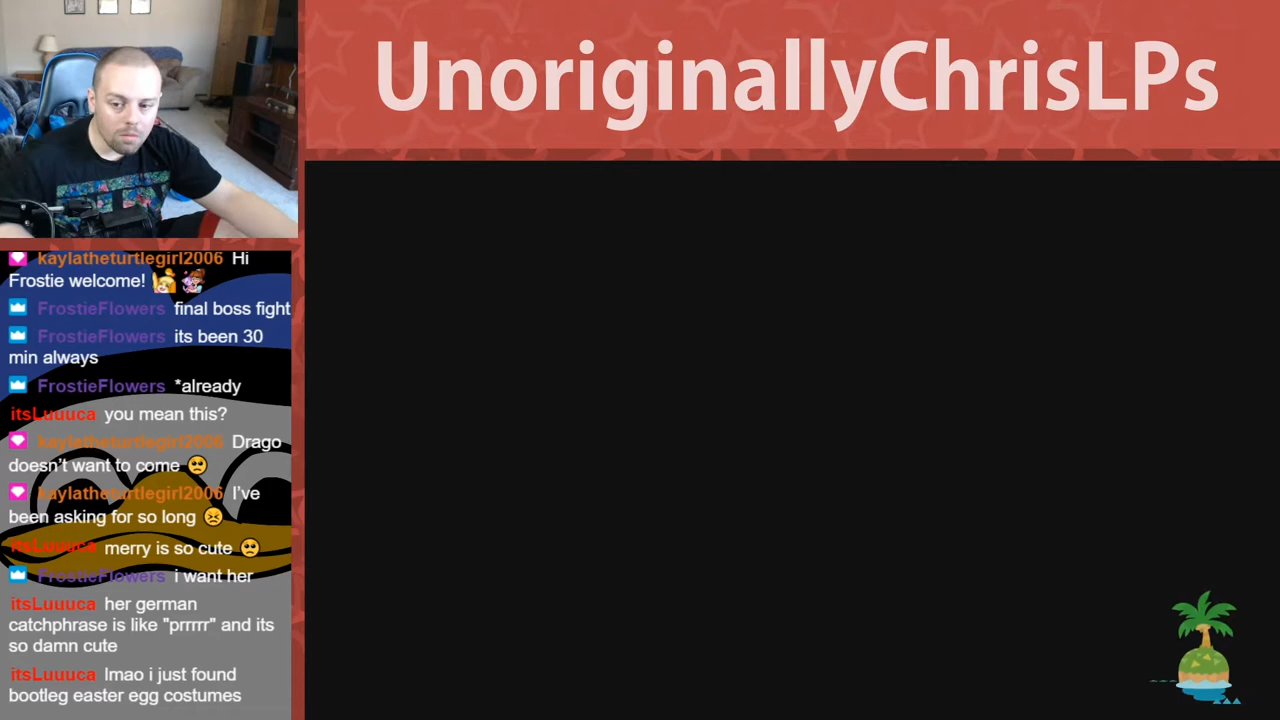 UnoriginallyChrisLPs
kaylatheturtlegirl2006 Hi
Frostie welcome!
FrostieFlowers final boss fight
FrostieFlowers its been 30
min always
FrostieFlowers *already
itsLuuuca you mean this?
kaylatheturtlegirl2006 Drago
doesn't want to come 🥺
kaylatheturtlegirl2006 I've
been asking for so long 😣
itsLuuuca merry is so cute 🥺
FrostieFlowers i want her
itsLuuuca her german
catchphrase is like "prrrrr" and its
so damn cute
itsLuuuca lmao i just found
bootleg easter egg costumes